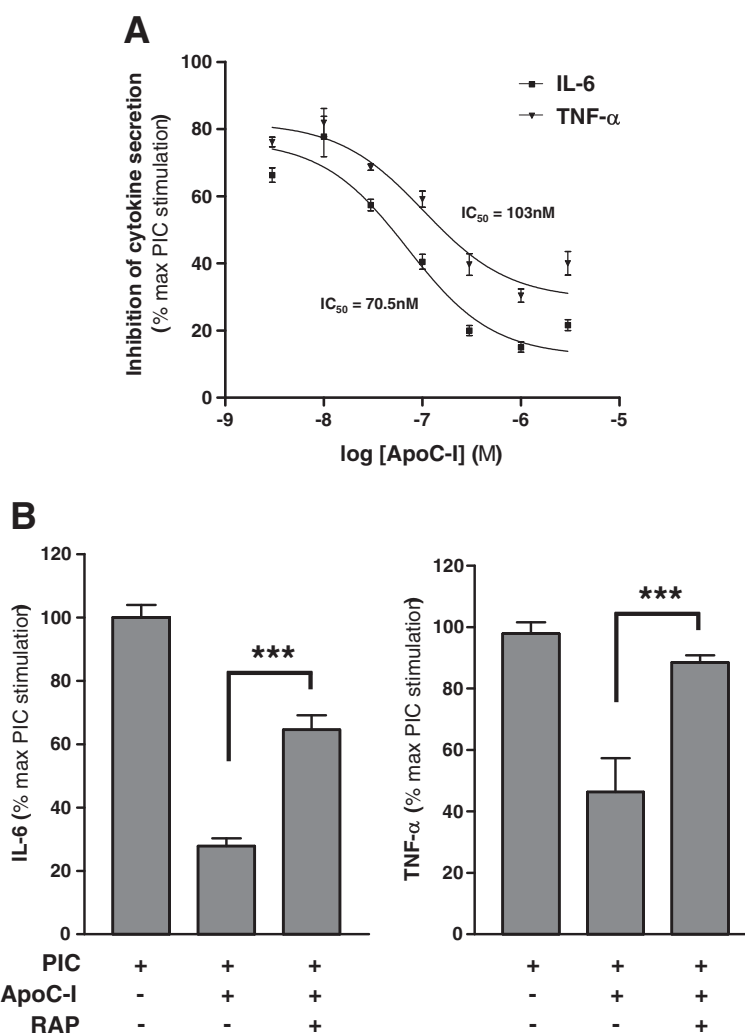 A
Inhibition of cytokine secretion
(% max PIC stimulation)
100
80
60
40
20
0
IL-6
TNF-α
IC50 = 103nM
IC50 = 70.5nM
-9
-8
-7
-6
-5
log [ApoC-I] (M)
B
IL-6 (% max PIC stimulation)
120
100
80
60
40
20
0
***
TNF-α (% max PIC stimulation)
120
100
80
60
40
20
0
***
PIC + + + + + +
ApoC-I - + + - + +
RAP - - + - - +